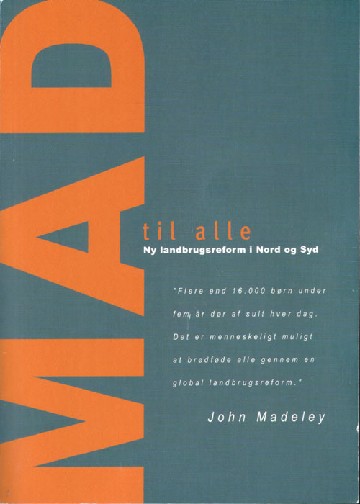 MAD
til alle
Ny landbrugsreform i Nord og Syd
"Flere end 16.000 børn under
fem år dør af sult hver dag.
Det er menneskeligt muligt
at brødføde alle gennem en
global landbrugsreform."
John Madeley